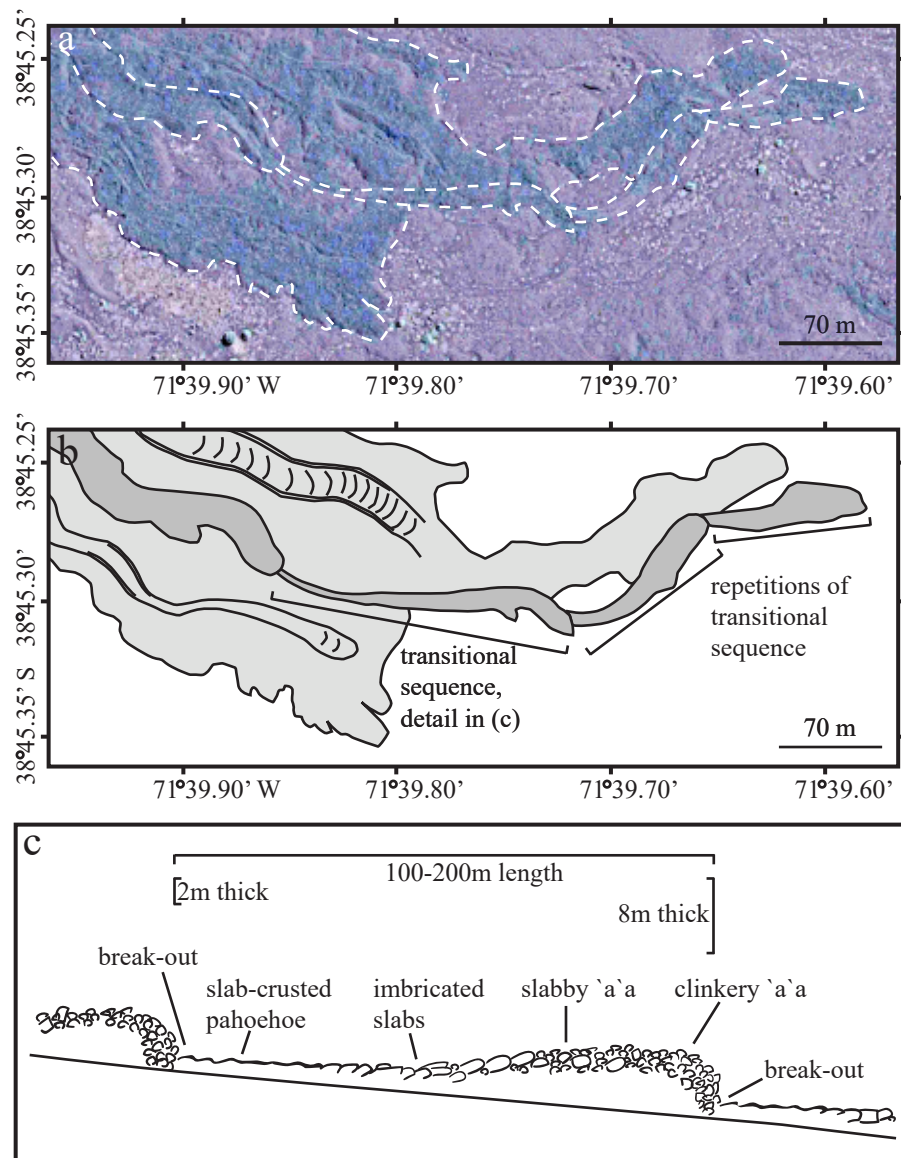 a
38°45.25’
38°45.30’
38°45.35’ S
70 m
71°39.90’ W
71°39.80’
71°39.70’
71°39.60’
b
38°45.25’
38°45.30’
38°45.35’ S
repetitions of
transitional
sequence
transitional
sequence,
detail in (c)
70 m
71°39.90’ W
71°39.80’
71°39.70’
71°39.60’
c
100-200m length
2m thick
8m thick
break-out
slab-crusted
pahoehoe
imbricated
slabs
slabby `a`a
clinkery `a`a
break-out